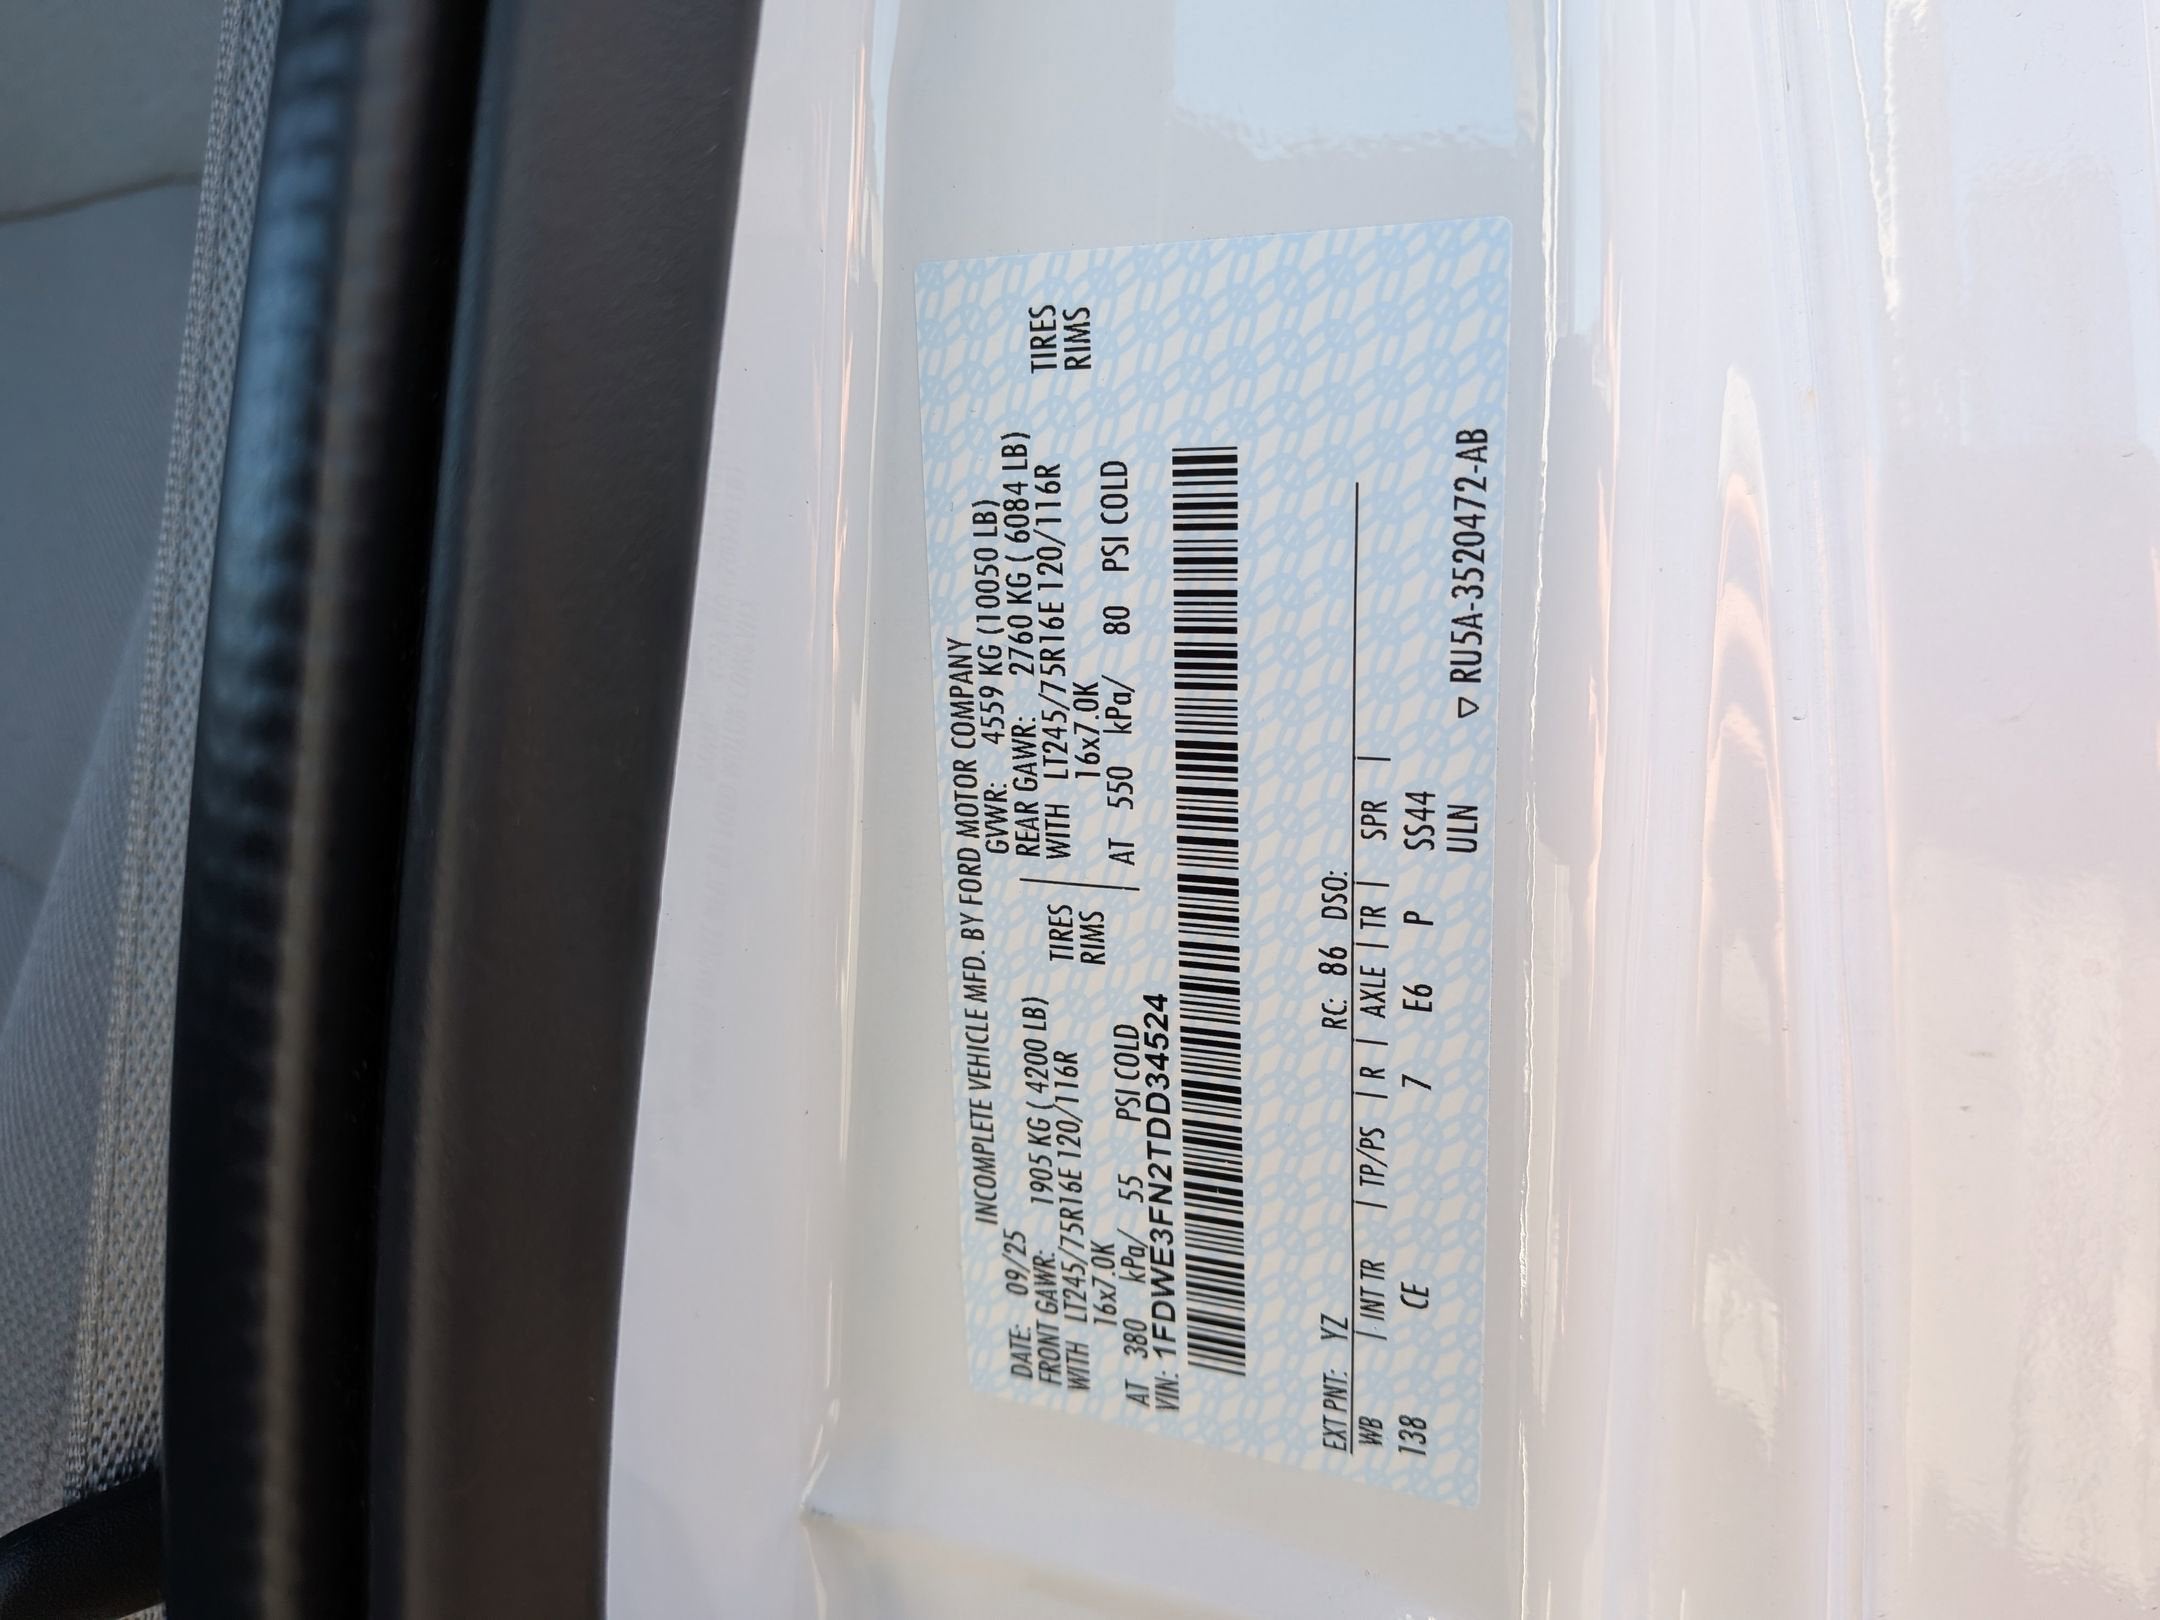 INCOMPLETE VEHICLE MFD. BY FORD MOTOR COMPANY
DATE: 09/25 GVWR: 4559 KG (10050 LB)
FRONT GAWR: 1905 KG ( 4200 LB) REAR GAWR: 2760 KG ( 6084 LB)
WITH LT245/75R16E 120/116R TIRES WITH LT245/75R16E 120/116R TIRES
16x7.0K RIMS 16x7.0K RIMS
AT 380 kPa/ 55 PSI COLD AT 550 kPa/ 80 PSI COLD
VIN: 1FDWE3FN2TDD34524
EXT PNT: YZ RC: 86 DSO:
WB | INT TR | TP/PS | R | AXLE | TR | SPR |
138 CE 7 E6 P SS44
ULN ▽ RU5A-3520472-AB